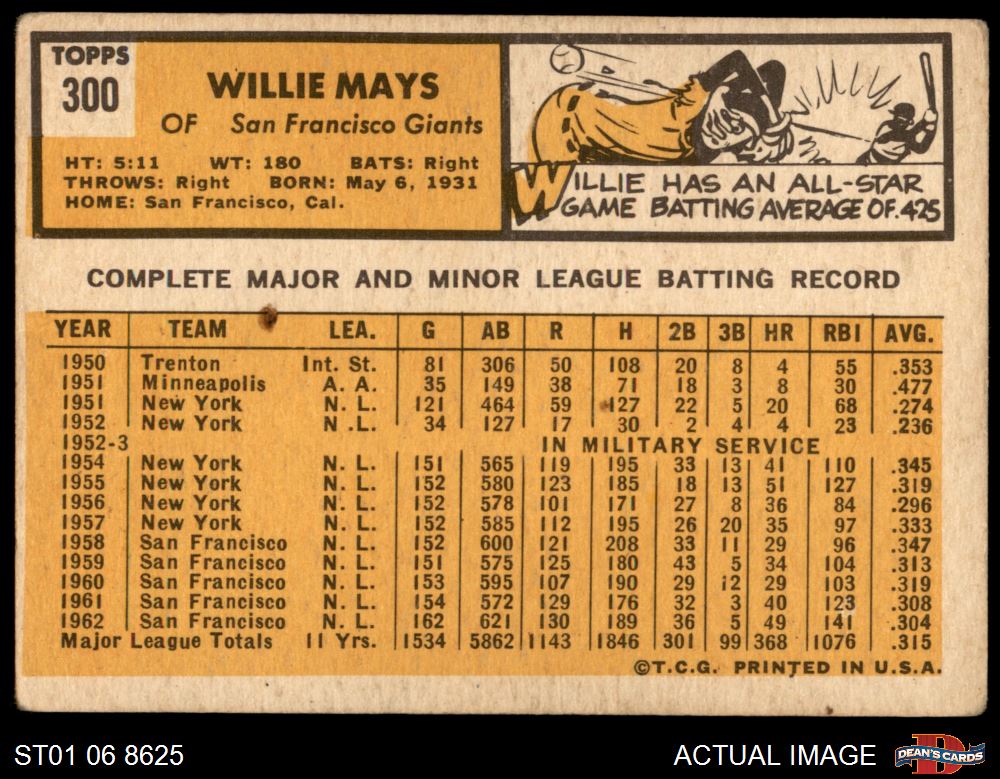 TOPPS
300
WILLIE MAYS
OF San Francisco Giants
HT: 5:11 WT: 180 BATS: Right
THROWS: Right BORN: May 6, 1931
HOME: San Francisco, Cal.
WILLIE HAS AN ALL-STAR
GAME BATTING AVERAGE OF .425
COMPLETE MAJOR AND MINOR LEAGUE BATTING RECORD
YEAR TEAM LEA. G AB R H 2B 3B HR RBI AVG.
1950 Trenton Int. St. 81 306 50 108 20 8 4 55 .353
1951 Minneapolis A. A. 35 149 38 71 18 3 8 30 .477
1951 New York N. L. 121 464 59 127 22 5 20 68 .274
1952 New York N .L. 34 127 17 30 2 4 4 23 .236
1952-3 IN MILITARY SERVICE
1954 New York N. L. 151 565 119 195 33 13 41 110 .345
1955 New York N. L. 152 580 123 185 18 13 51 127 .319
1956 New York N. L. 152 578 101 171 27 8 36 84 .296
1957 New York N. L. 152 585 112 195 26 20 35 97 .333
1958 San Francisco N. L. 152 600 121 208 33 11 29 96 .347
1959 San Francisco N. L. 151 575 125 180 43 5 34 104 .313
1960 San Francisco N. L. 153 595 107 190 29 12 29 103 .319
1961 San Francisco N. L. 154 572 129 176 32 3 40 123 .308
1962 San Francisco N. L. 162 621 130 189 36 5 49 141 .304
Major League Totals 11 Yrs. 1534 5862 1143 1846 301 99 368 1076 .315
©T.C.G. PRINTED IN U.S.A.
ST01 06 8625
ACTUAL IMAGE
D
DEAN'S CARDS